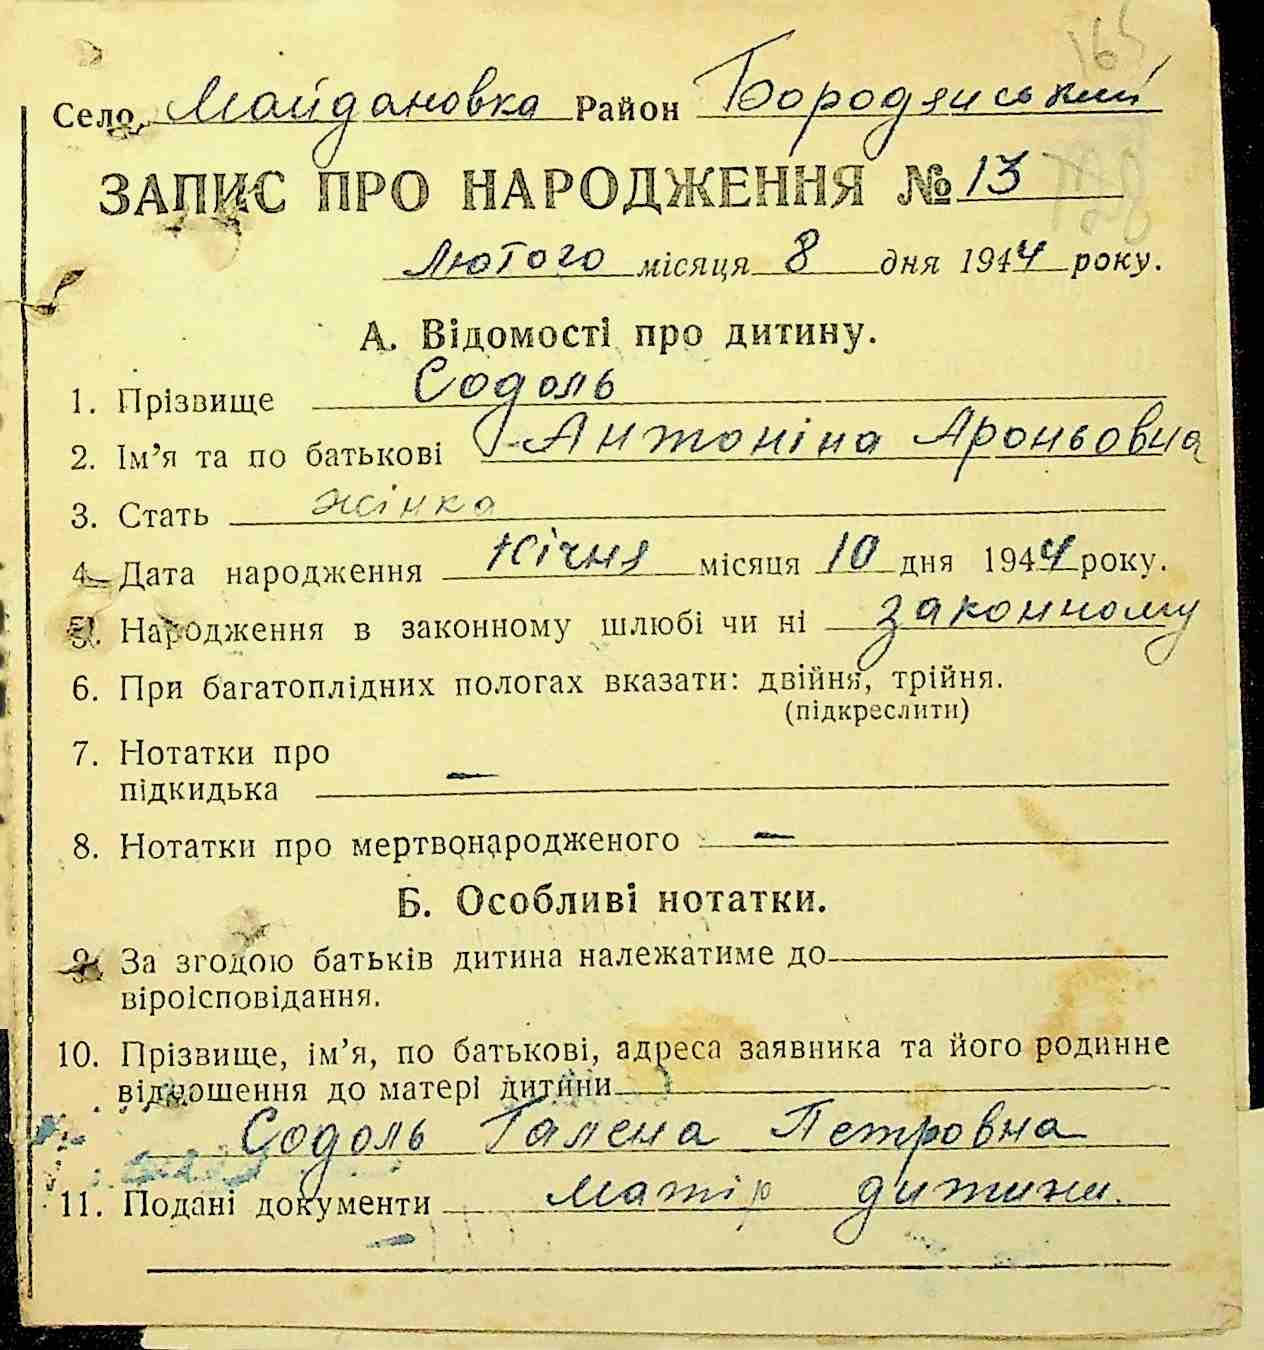 165
Село Майдановка Район Бородянський
ЗАПИС ПРО НАРОДЖЕННЯ № 13
Лютого місяця 8 дня 1944 року.
А. Відомості про дитину.
1. Прізвище Содоль
2. Ім’я та по батькові Антоніна Ароньовна
3. Стать жінка
4. Дата народження Січня місяця 10 дня 1944 року.
5. Народження в законному шлюбі чи ні законному
6. При багатоплідних пологах вказати: двійня, трійня.
(підкреслити)
7. Нотатки про
підкидька —
8. Нотатки про мертвонародженого —
Б. Особливі нотатки.
9. За згодою батьків дитина належатиме до
віроісповідання.
10. Прізвище, ім’я, по батькові, адреса заявника та його родинне
відношення до матері дитини
Содоль Галена Петровна
11. Подані документи матір дитини.